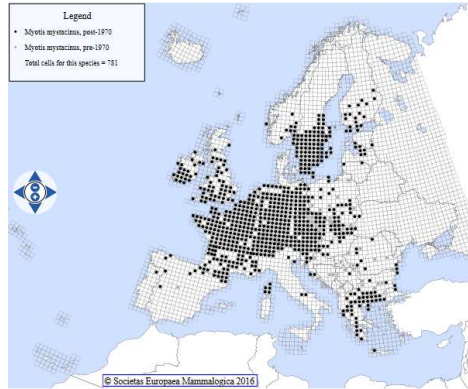 Legend
Myotis mystacinus, post-1970
Myotis mystacinus, pre-1970
Total cells for this species = 781
© Societas Europaea Mammalogica 2016